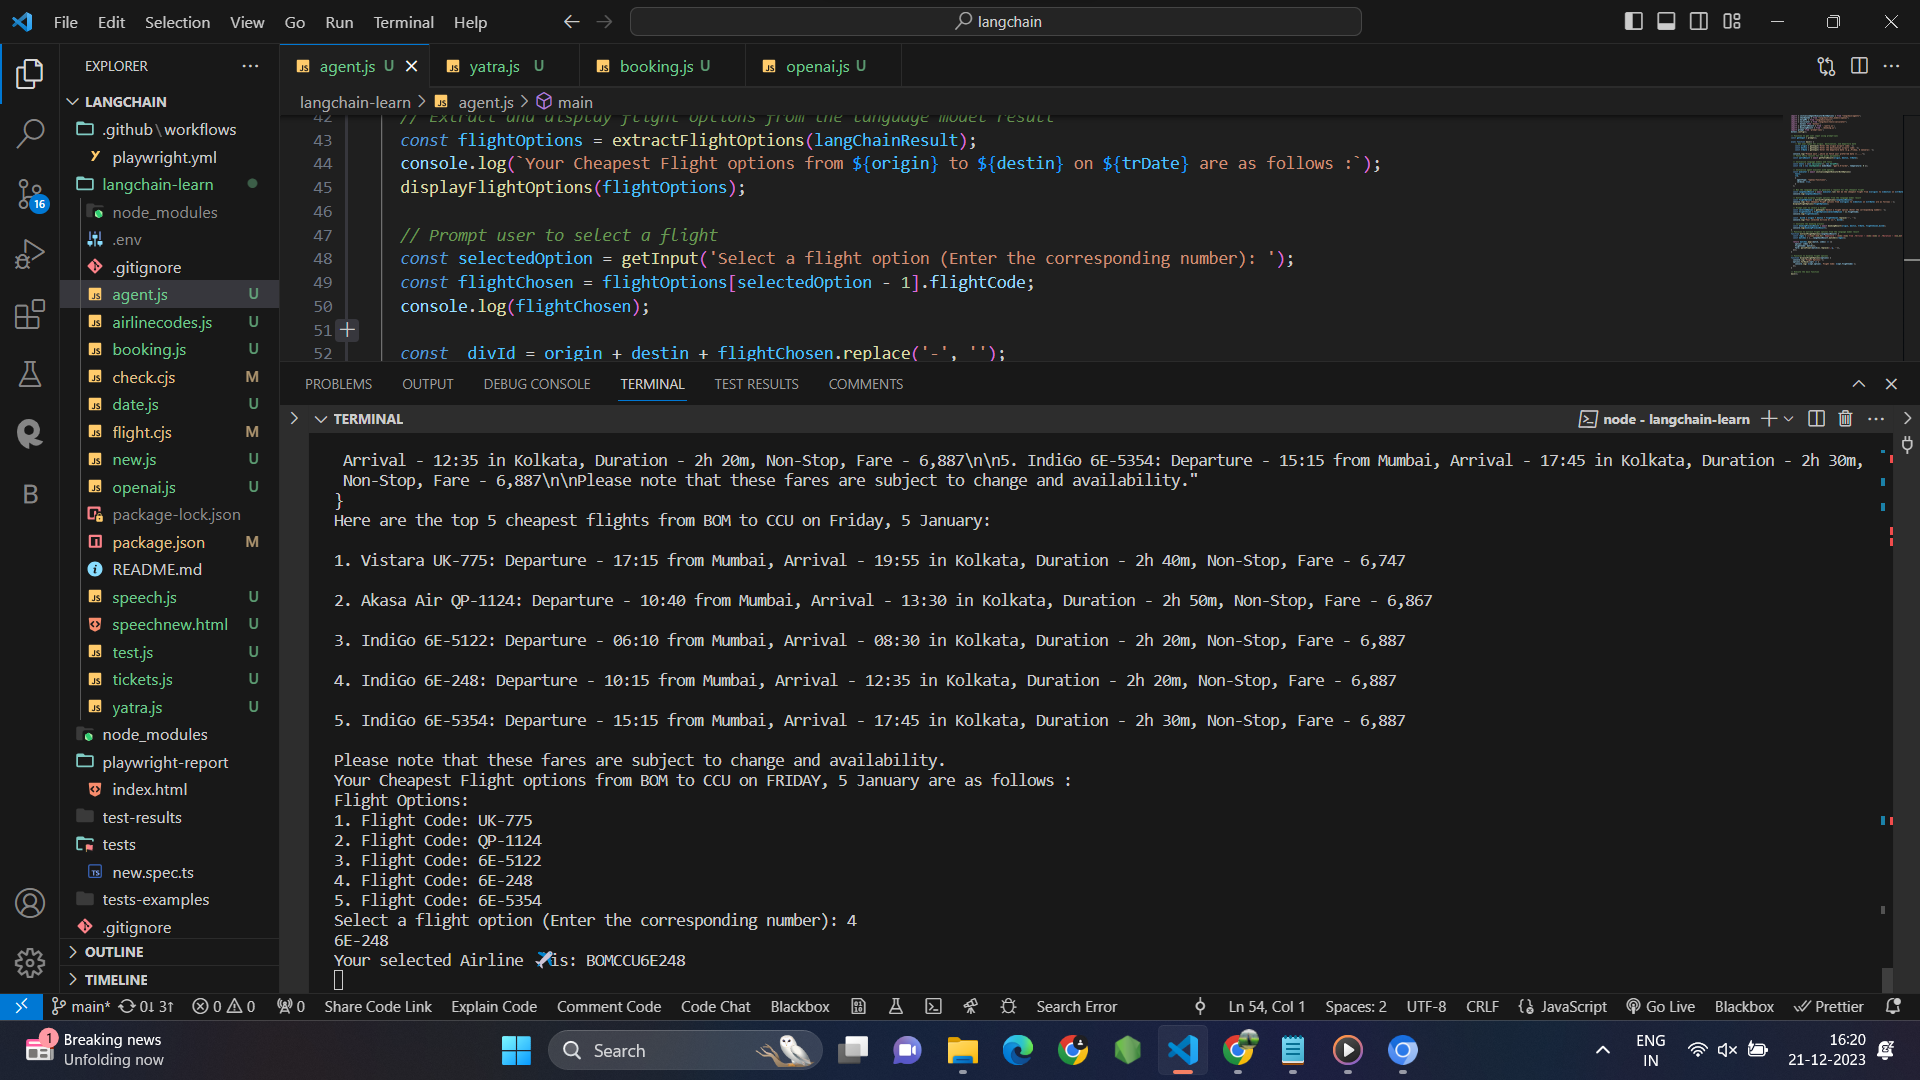 File Edit Selection View Go Run Terminal Help
langchain
EXPLORER
LANGCHAIN
.github\workflows
playwright.yml
langchain-learn
node_modules
.env
.gitignore
agent.js U
airlinecodes.js U
booking.js U
check.cjs M
date.js U
flight.cjs M
new.js U
openai.js U
package-lock.json
package.json M
README.md
speech.js U
speechnew.html U
test.js U
tickets.js U
yatra.js U
node_modules
playwright-report
index.html
test-results
tests
new.spec.ts
tests-examples
.gitignore
OUTLINE
TIMELINE
16
agent.js U
yatra.js U
booking.js U
openai.js U
langchain-learn > agent.js > main
42 // Extract and display flight options from the language model result
43 const flightOptions = extractFlightOptions(langChainResult);
44 console.log(`Your Cheapest Flight options from ${origin} to ${destin} on ${trDate} are as follows :`);
45 displayFlightOptions(flightOptions);
46
47 // Prompt user to select a flight
48 const selectedOption = getInput('Select a flight option (Enter the corresponding number): ');
49 const flightChosen = flightOptions[selectedOption - 1].flightCode;
50 console.log(flightChosen);
51
52 const divId = origin + destin + flightChosen.replace('-', '');
PROBLEMS OUTPUT DEBUG CONSOLE TERMINAL TEST RESULTS COMMENTS
TERMINAL
node - langchain-learn
Arrival - 12:35 in Kolkata, Duration - 2h 20m, Non-Stop, Fare - 6,887\n\n5. IndiGo 6E-5354: Departure - 15:15 from Mumbai, Arrival - 17:45 in Kolkata, Duration - 2h 30m,
Non-Stop, Fare - 6,887\n\nPlease note that these fares are subject to change and availability."
}
Here are the top 5 cheapest flights from BOM to CCU on Friday, 5 January:
1. Vistara UK-775: Departure - 17:15 from Mumbai, Arrival - 19:55 in Kolkata, Duration - 2h 40m, Non-Stop, Fare - 6,747
2. Akasa Air QP-1124: Departure - 10:40 from Mumbai, Arrival - 13:30 in Kolkata, Duration - 2h 50m, Non-Stop, Fare - 6,867
3. IndiGo 6E-5122: Departure - 06:10 from Mumbai, Arrival - 08:30 in Kolkata, Duration - 2h 20m, Non-Stop, Fare - 6,887
4. IndiGo 6E-248: Departure - 10:15 from Mumbai, Arrival - 12:35 in Kolkata, Duration - 2h 20m, Non-Stop, Fare - 6,887
5. IndiGo 6E-5354: Departure - 15:15 from Mumbai, Arrival - 17:45 in Kolkata, Duration - 2h 30m, Non-Stop, Fare - 6,887
Please note that these fares are subject to change and availability.
Your Cheapest Flight options from BOM to CCU on FRIDAY, 5 January are as follows :
Flight Options:
1. Flight Code: UK-775
2. Flight Code: QP-1124
3. Flight Code: 6E-5122
4. Flight Code: 6E-248
5. Flight Code: 6E-5354
Select a flight option (Enter the corresponding number): 4
6E-248
Your selected Airline ✈is: BOMCCU6E248
main* 0↓ 3↑ 0 0 0 Share Code Link Explain Code Comment Code Code Chat Blackbox Search Error Ln 54, Col 1 Spaces: 2 UTF-8 CRLF JavaScript Go Live Blackbox Prettier
1 Breaking news
Unfolding now
Search
ENG
IN
16:20
21-12-2023